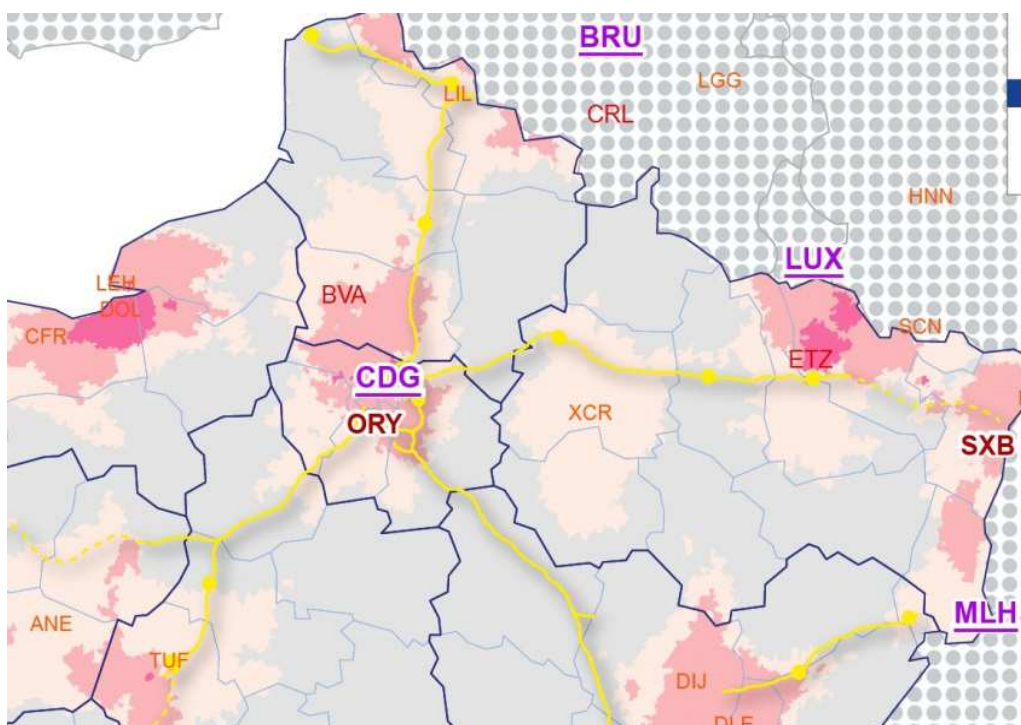 BRU
LGG
LIL
CRL
HNN
LUX
LEH
DOL
BVA
CFR
SCN
ETZ
CDG
XCR
ORY
SXB
ANE
MLH
TUF
DIJ